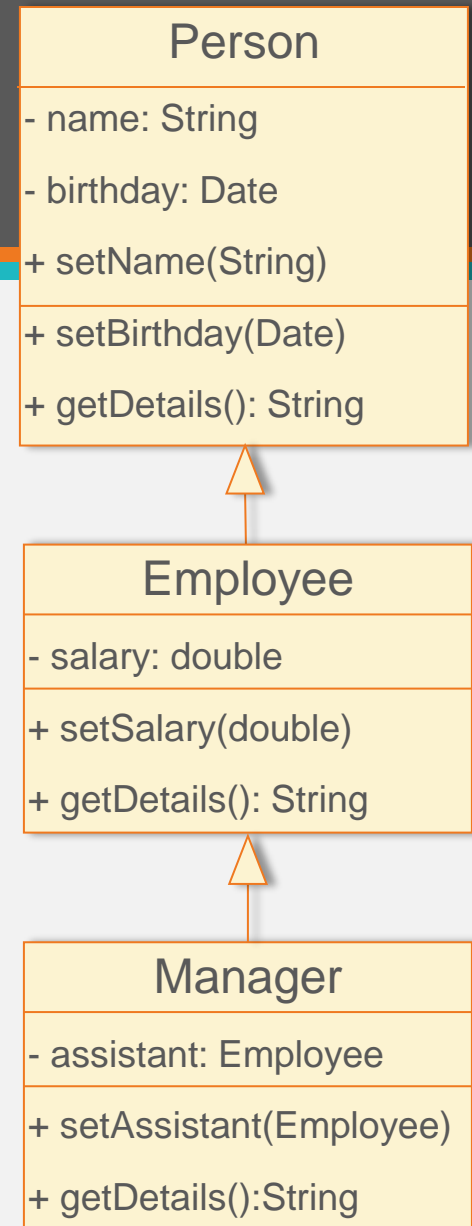 Person
- name: String
- birthday: Date
+ setName(String)
+ setBirthday(Date)
+ getDetails(): String
Employee
- salary: double
+ setSalary(double)
+ getDetails(): String
Manager
- assistant: Employee
+ setAssistant(Employee)
+ getDetails():String